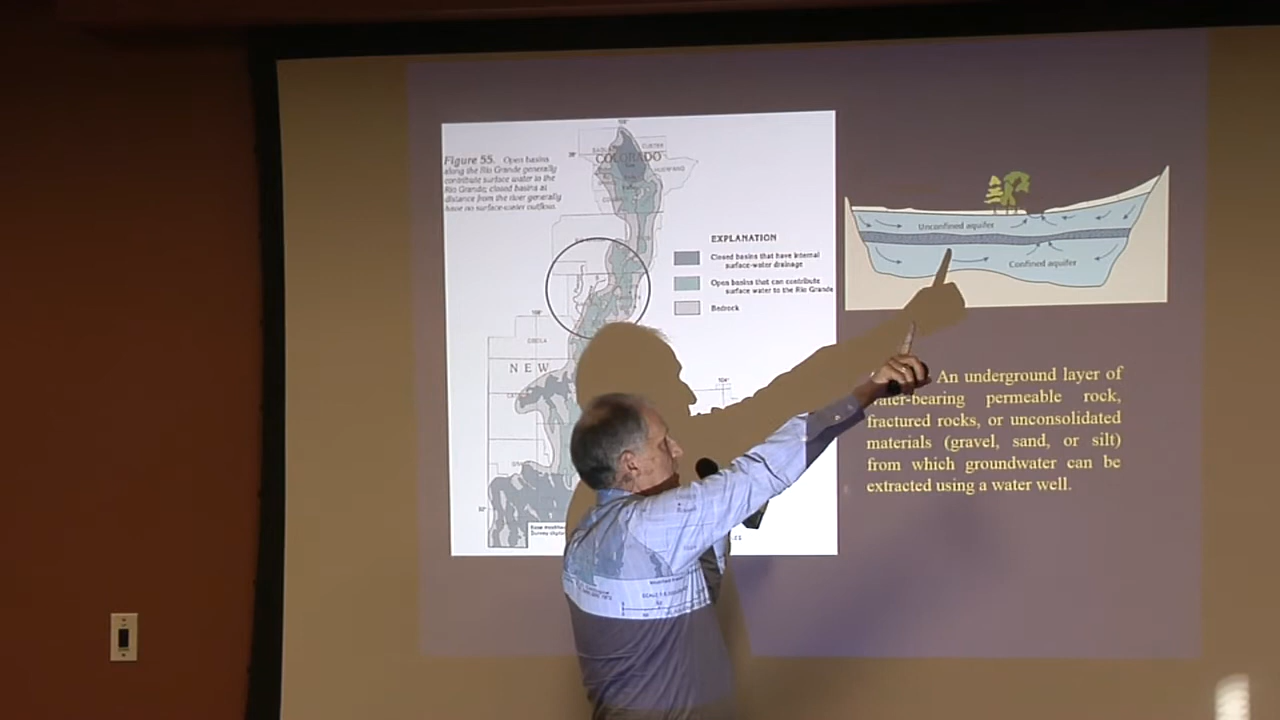 Figure 55. Open basins
along the Rio Grande generally
contribute surface water to the
Rio Grande; closed basins at
distance from the river generally
have no surface-water outflow.
CUSTER
COLORADO
HUERFANO
EXPLANATION
Closed basins that have internal
surface-water drainage
Open basins that can contribute
surface water to the Rio Grande
Bedrock
NEW
Unconfined aquifer
Confined aquifer
An underground layer of
water-bearing permeable rock,
fractured rocks, or unconsolidated
materials (gravel, sand, or silt)
from which groundwater can be
extracted using a water well.